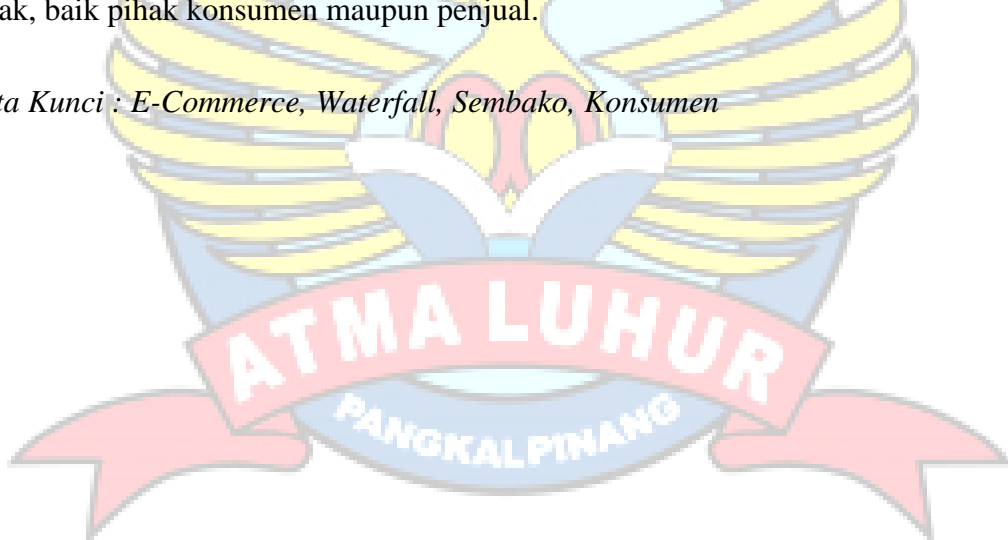 ak, baik pihak konsumen maupun penjual.
ta Kunci : E-Commerce, Waterfall, Sembako, Konsumen
ATMA LUHUR
PANGKALPINANG